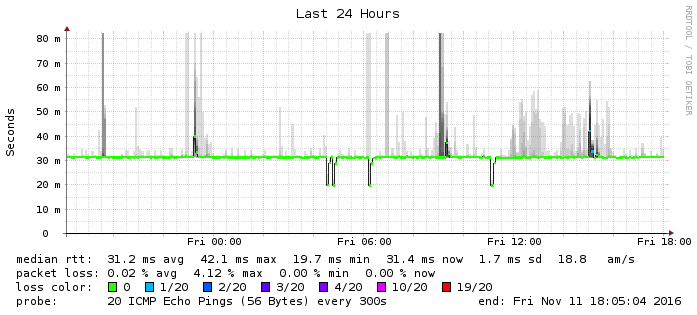 Last 24 Hours
RRDTOOL / TOBI OETIKER
Seconds
80 m
70 m
60 m
50 m
40 m
30 m
20 m
10 m
0
Fri 00:00 Fri 06:00 Fri 12:00 Fri 18:00
median rtt: 31.2 ms avg 42.1 ms max 19.7 ms min 31.4 ms now 1.7 ms sd 18.8 am/s
packet loss: 0.02 % avg 4.12 % max 0.00 % min 0.00 % now
loss color: 0 1/20 2/20 3/20 4/20 10/20 19/20
probe: 20 ICMP Echo Pings (56 Bytes) every 300s end: Fri Nov 11 18:05:04 2016